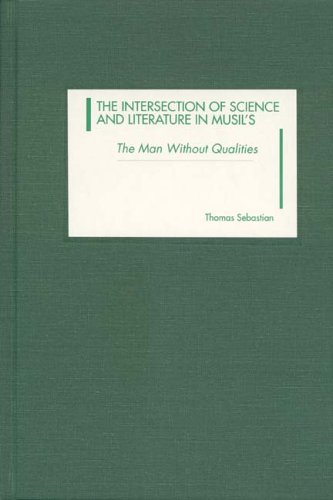 THE INTERSECTION OF SCIENCE
AND LITERATURE IN MUSIL'S
The Man Without Qualities
Thomas Sebastian